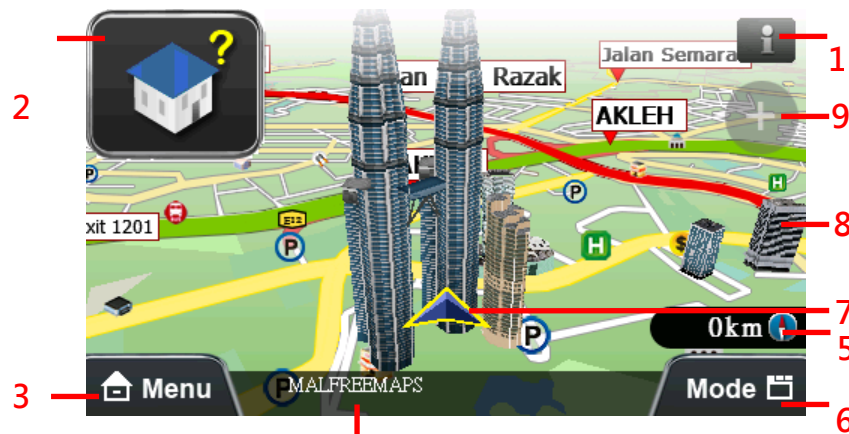 ?
i
1
Jalan Semara
an
Razak
2
AKLEH
+
9
P
H
E12
xit 1201
P
H
$
8
P
7
0km
5
3
Menu
P
MALFREEMAPS
Mode
6